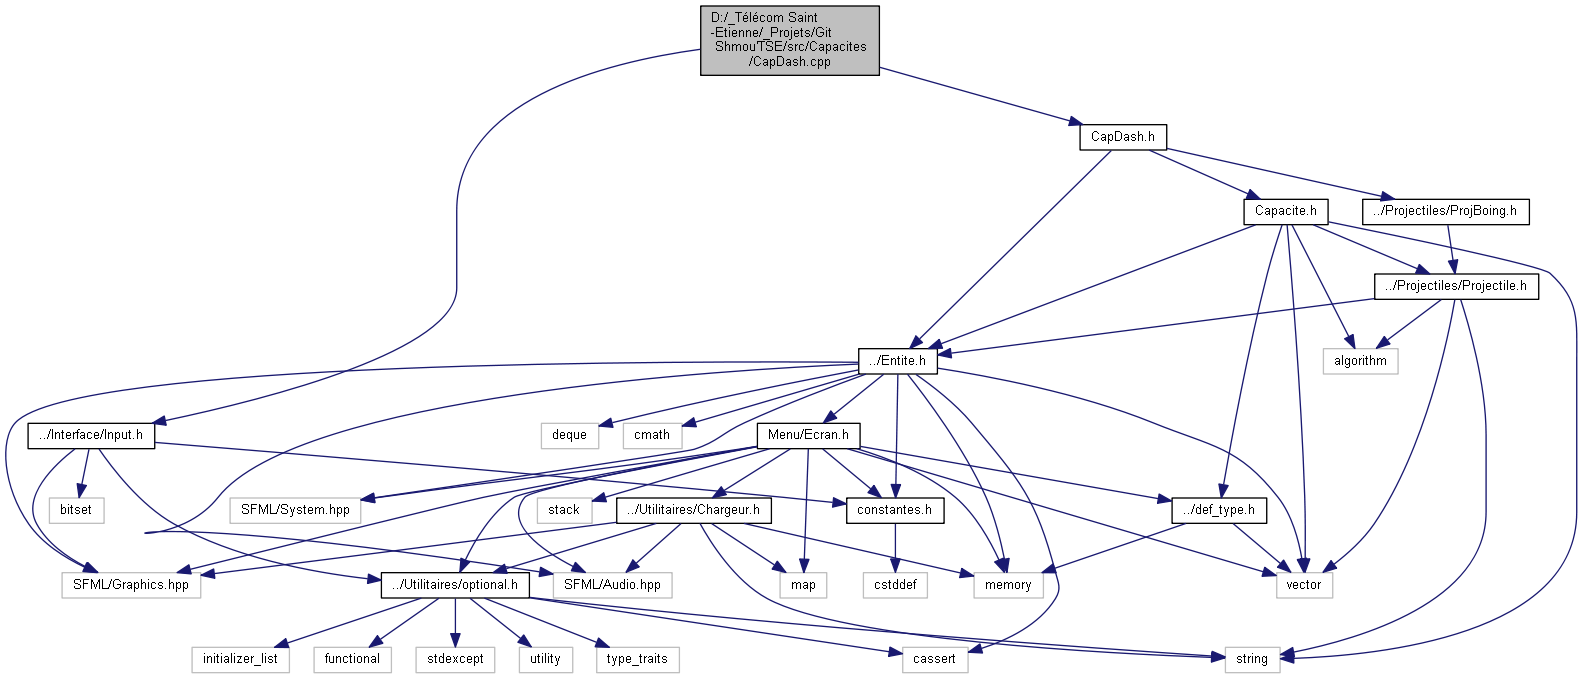 D:/_Télécom Saint
-Etienne/_Projets/Git
Shmou'TSE/src/Capacites
/CapDash.cpp
CapDash.h
Capacite.h
../Projectiles/ProjBoing.h
../Projectiles/Projectile.h
../Entite.h
algorithm
../Interface/Input.h
deque
cmath
Menu/Ecran.h
bitset
SFML/System.hpp
stack
../Utilitaires/Chargeur.h
constantes.h
../def_type.h
SFML/Graphics.hpp
../Utilitaires/optional.h
SFML/Audio.hpp
map
cstddef
memory
vector
initializer_list
functional
stdexcept
utility
type_traits
cassert
string